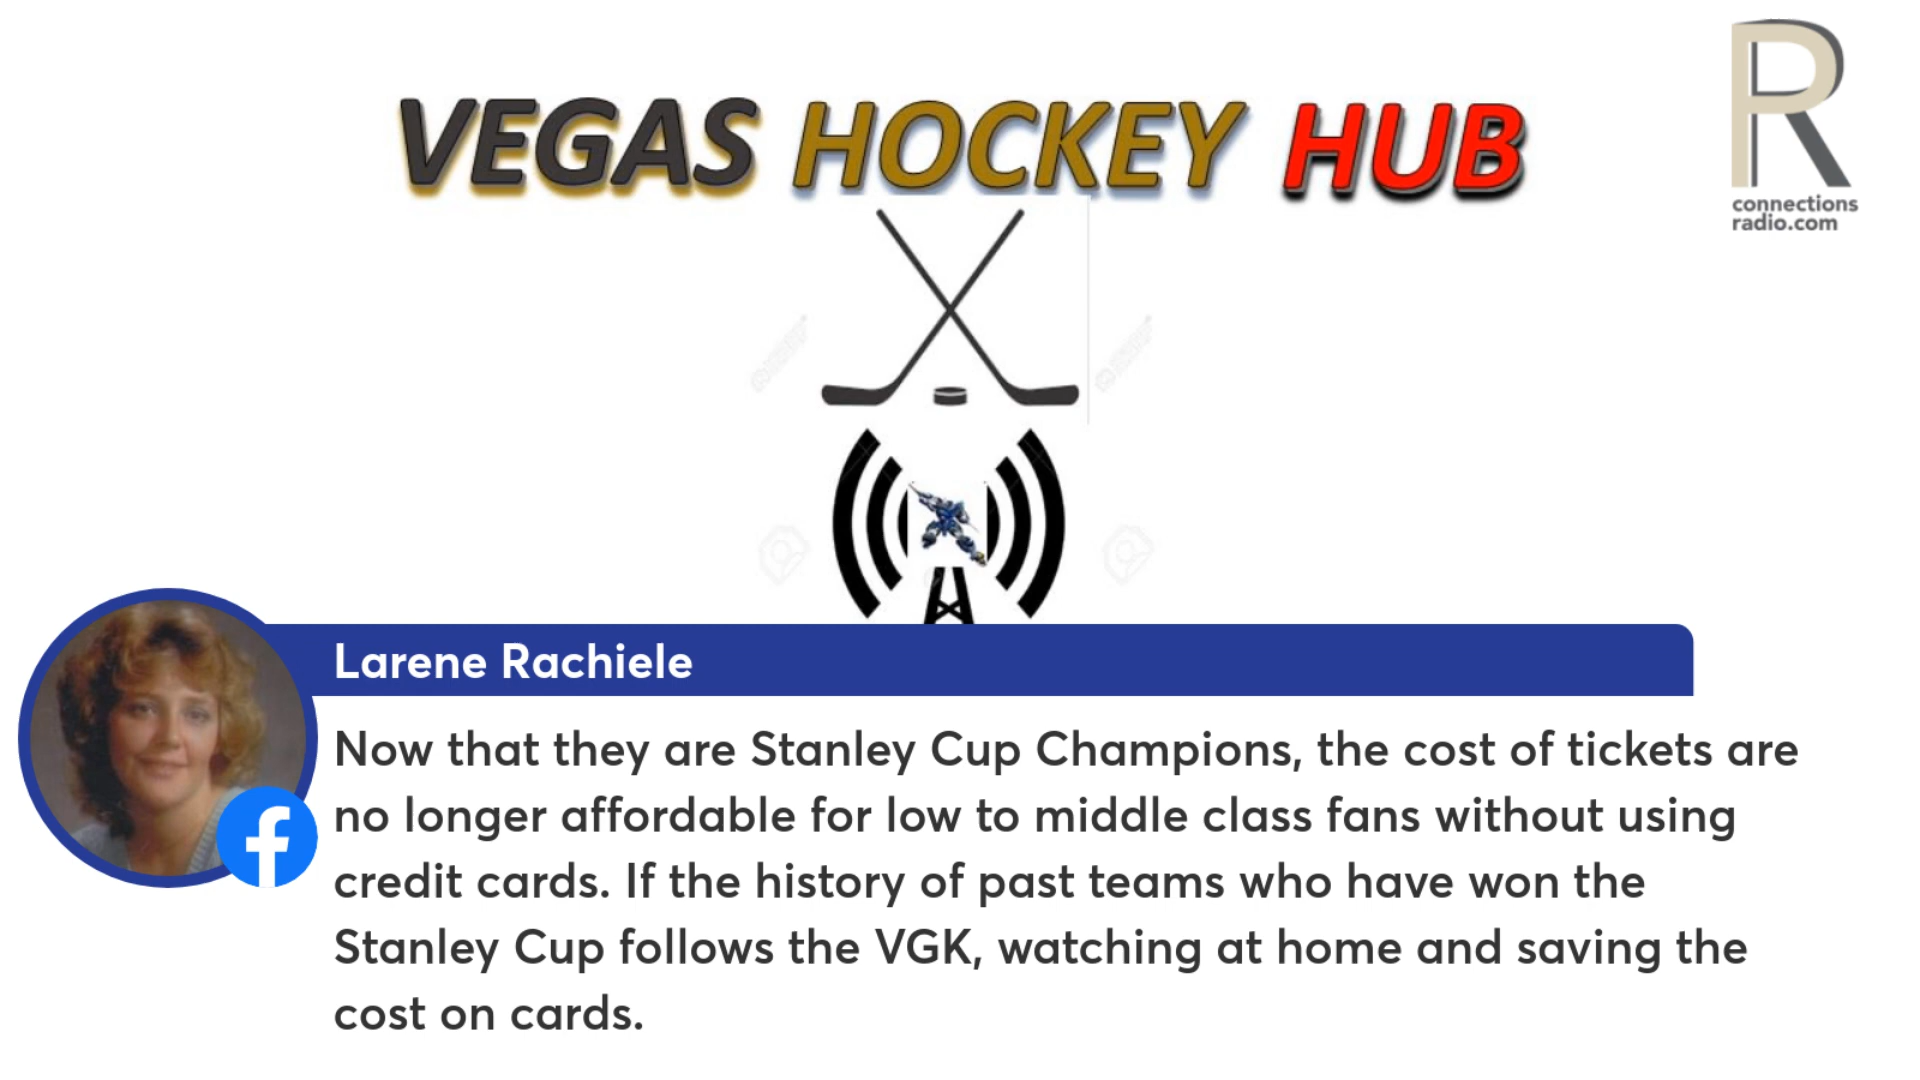 VEGAS HOCKEY HUB
R
connections
radio.com
Larene Rachiele
Now that they are Stanley Cup Champions, the cost of tickets are
no longer affordable for low to middle class fans without using
credit cards. If the history of past teams who have won the
Stanley Cup follows the VGK, watching at home and saving the
cost on cards.